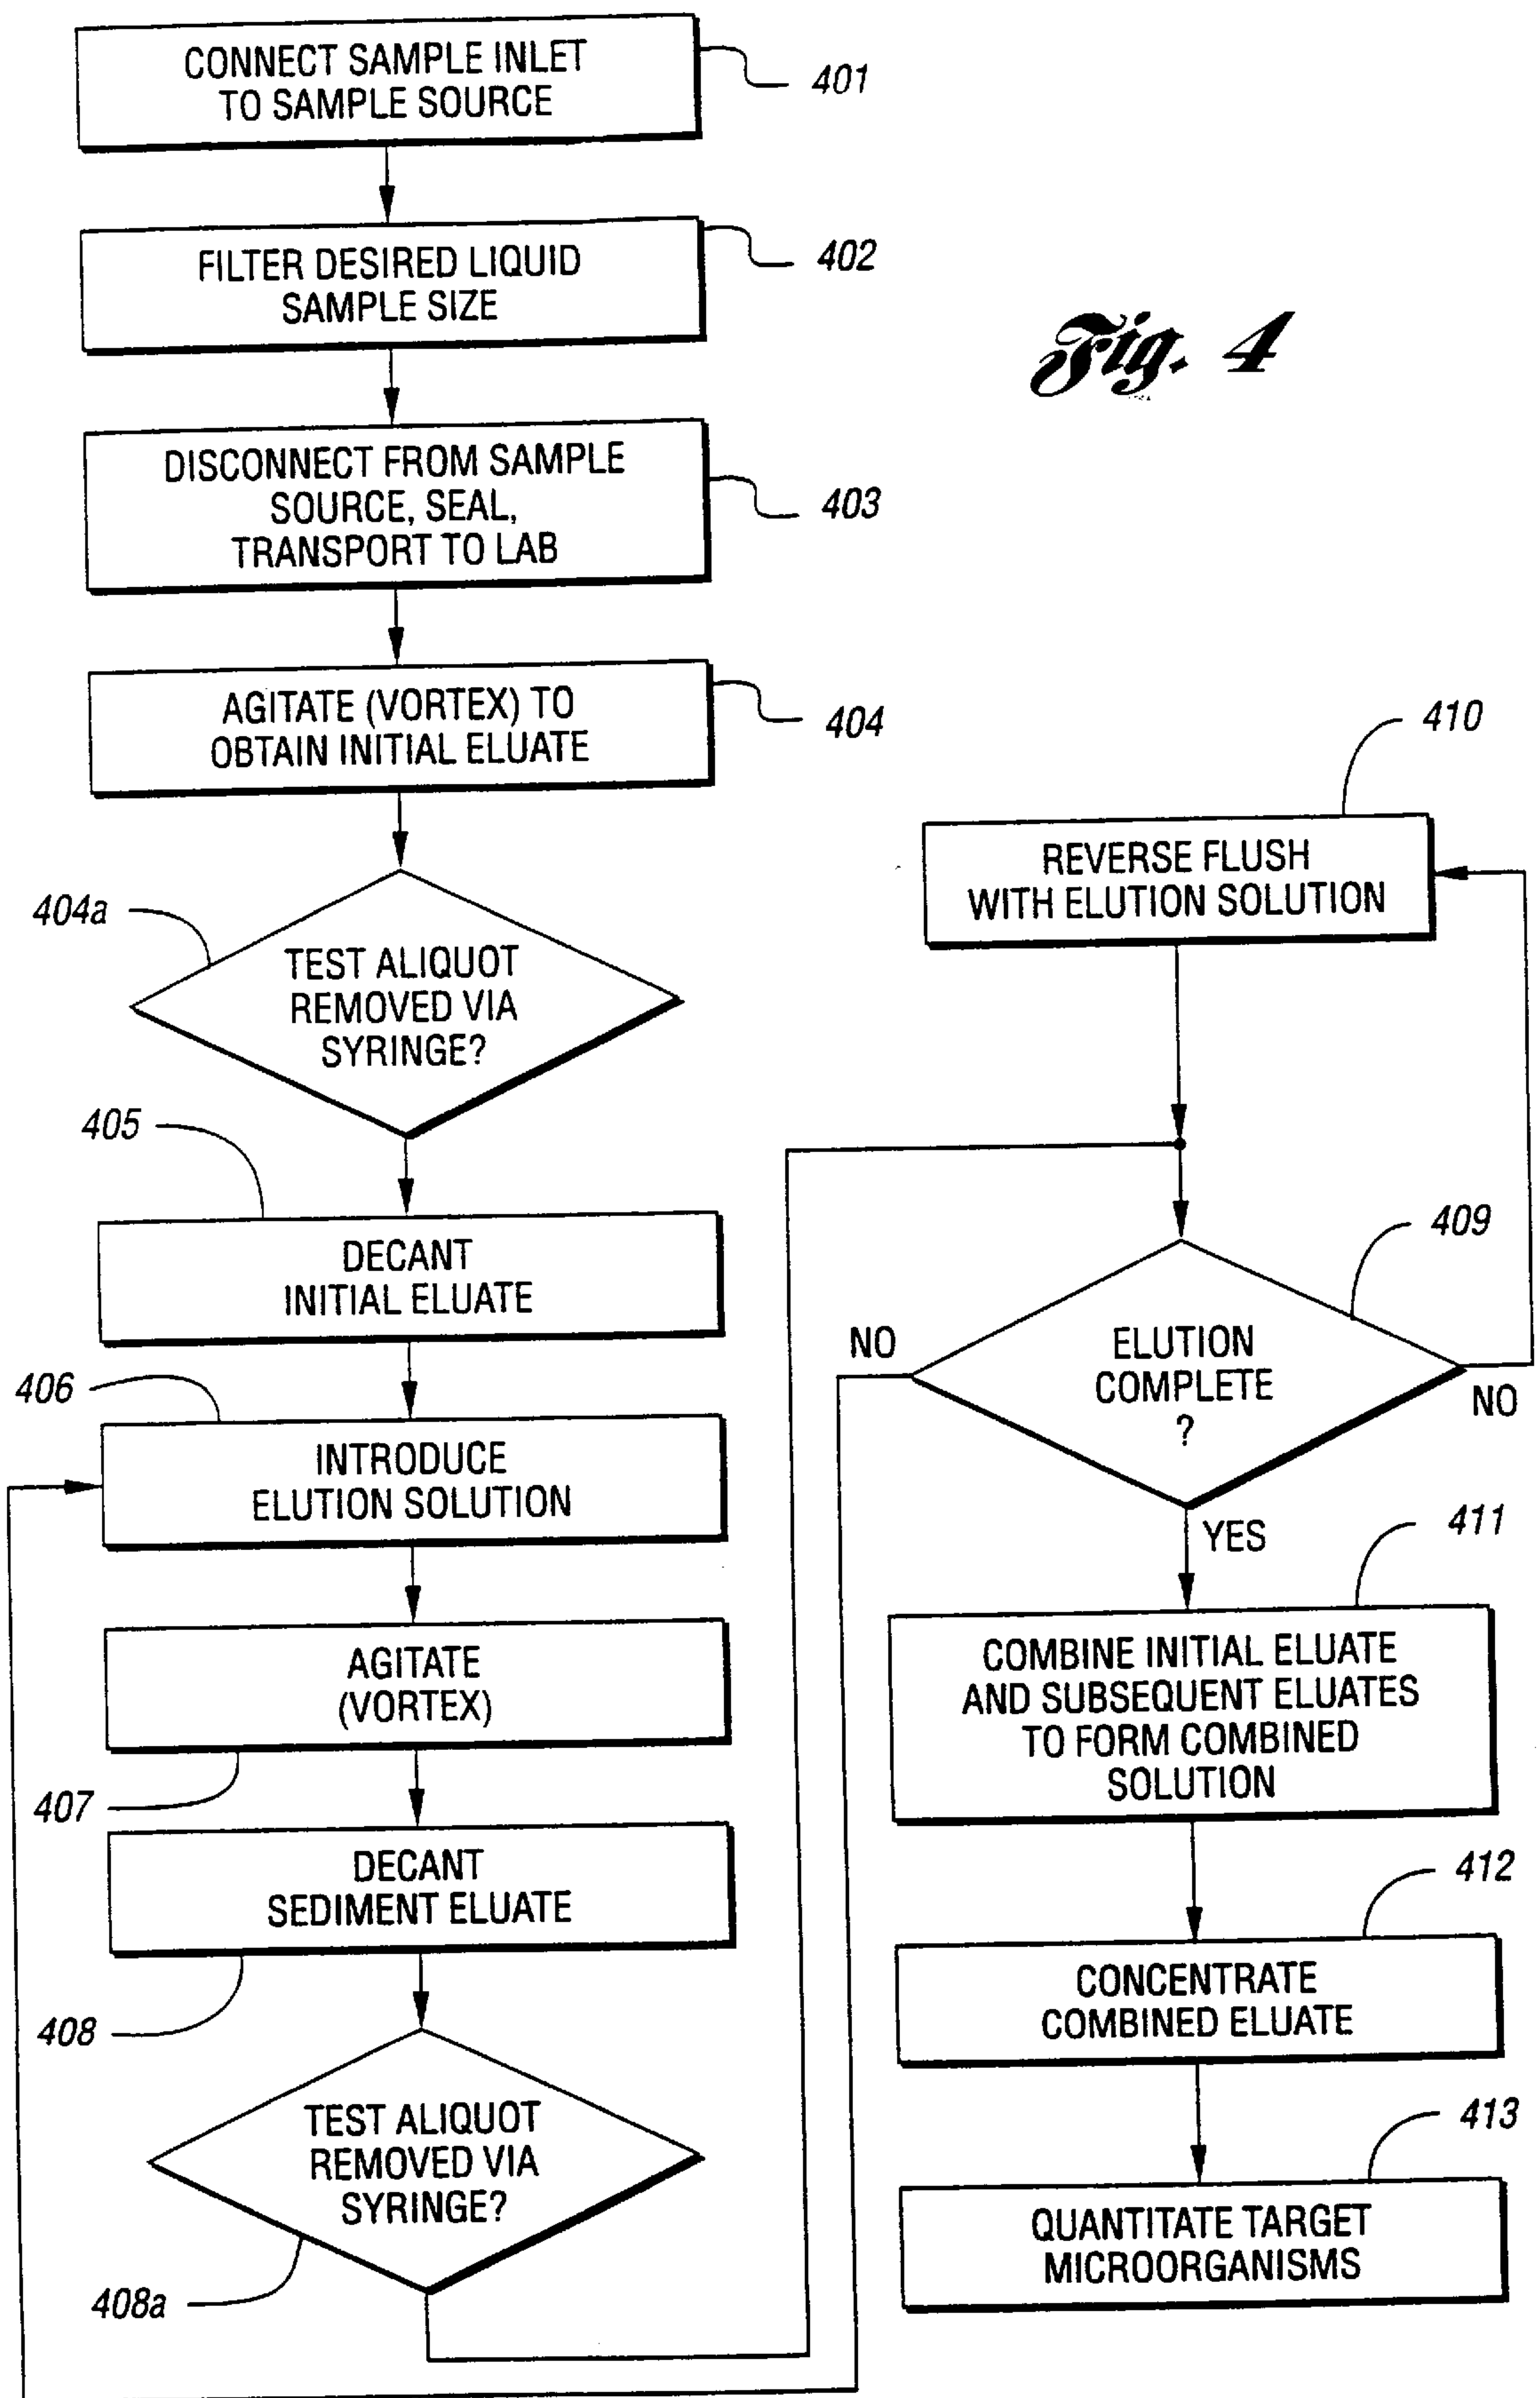 CONNECT SAMPLE INLET
TO SAMPLE SOURCE
401
FILTER DESIRED LIQUID
SAMPLE SIZE
402
Fig. 4
DISCONNECT FROM SAMPLE
SOURCE, SEAL,
TRANSPORT TO LAB
403
AGITATE (VORTEX) TO
OBTAIN INITIAL ELUATE
404
404a
TEST ALIQUOT
REMOVED VIA
SYRINGE?
405
DECANT
INITIAL ELUATE
406
INTRODUCE
ELUTION SOLUTION
AGITATE
(VORTEX)
407
DECANT
SEDIMENT ELUATE
408
TEST ALIQUOT
REMOVED VIA
SYRINGE?
408a
410
REVERSE FLUSH
WITH ELUTION SOLUTION
409
NO
ELUTION
COMPLETE
?
NO
YES
411
COMBINE INITIAL ELUATE
AND SUBSEQUENT ELUATES
TO FORM COMBINED
SOLUTION
412
CONCENTRATE
COMBINED ELUATE
413
QUANTITATE TARGET
MICROORGANISMS